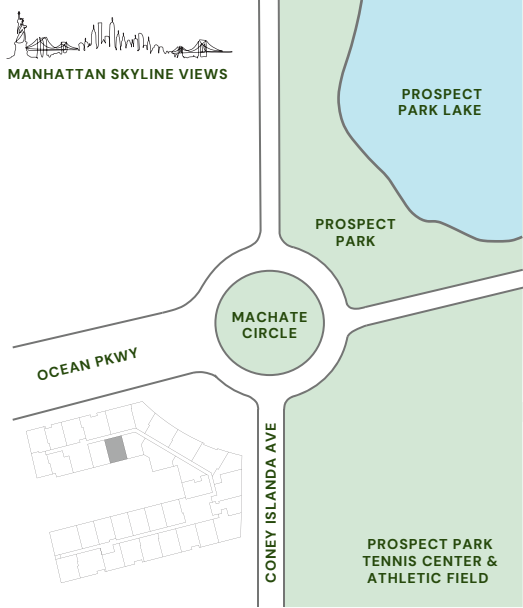 MANHATTAN SKYLINE VIEWS
PROSPECT
PARK LAKE
PROSPECT
PARK
MACHATE
CIRCLE
OCEAN PKWY
CONEY ISLANDA AVE
PROSPECT PARK
TENNIS CENTER &
ATHLETIC FIELD